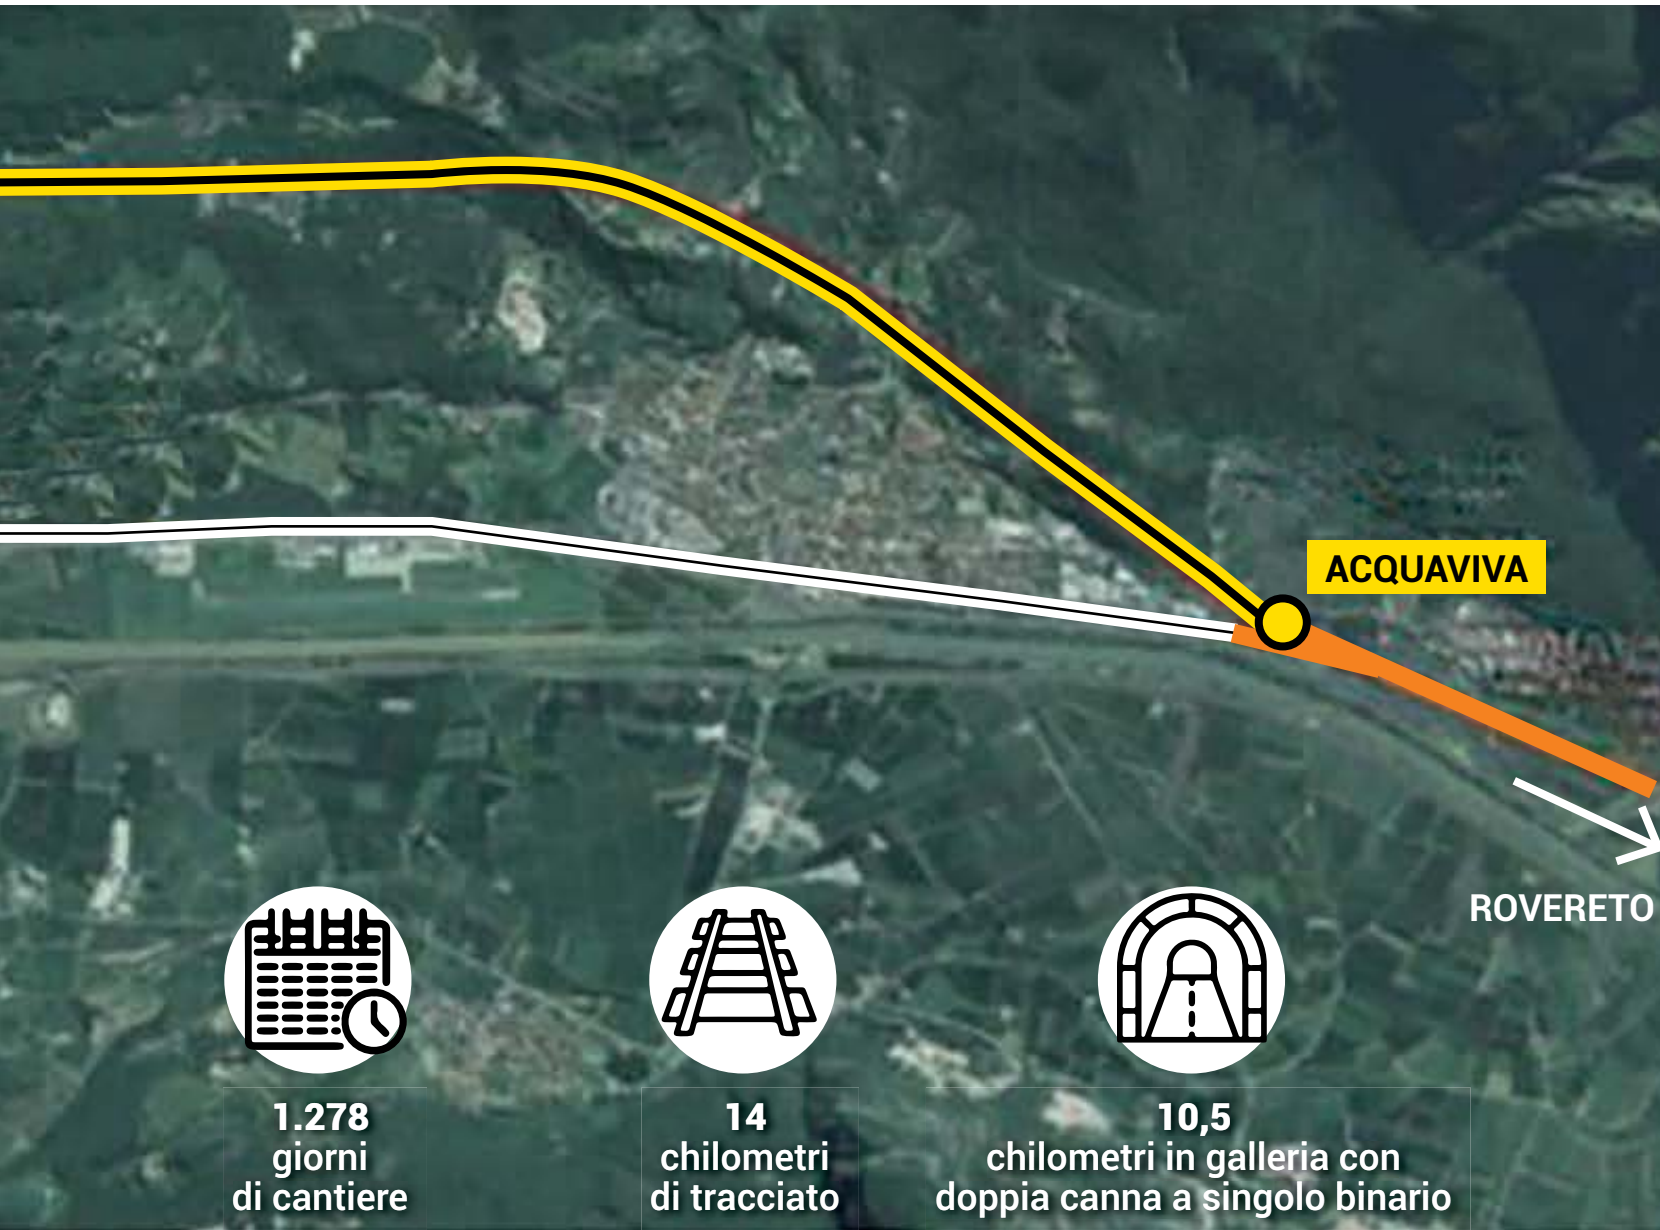 ACQUAVIVA
ROVERETO
1.278
giorni
di cantiere
14
chilometri
di tracciato
10,5
chilometri in galleria con
doppia canna a singolo binario